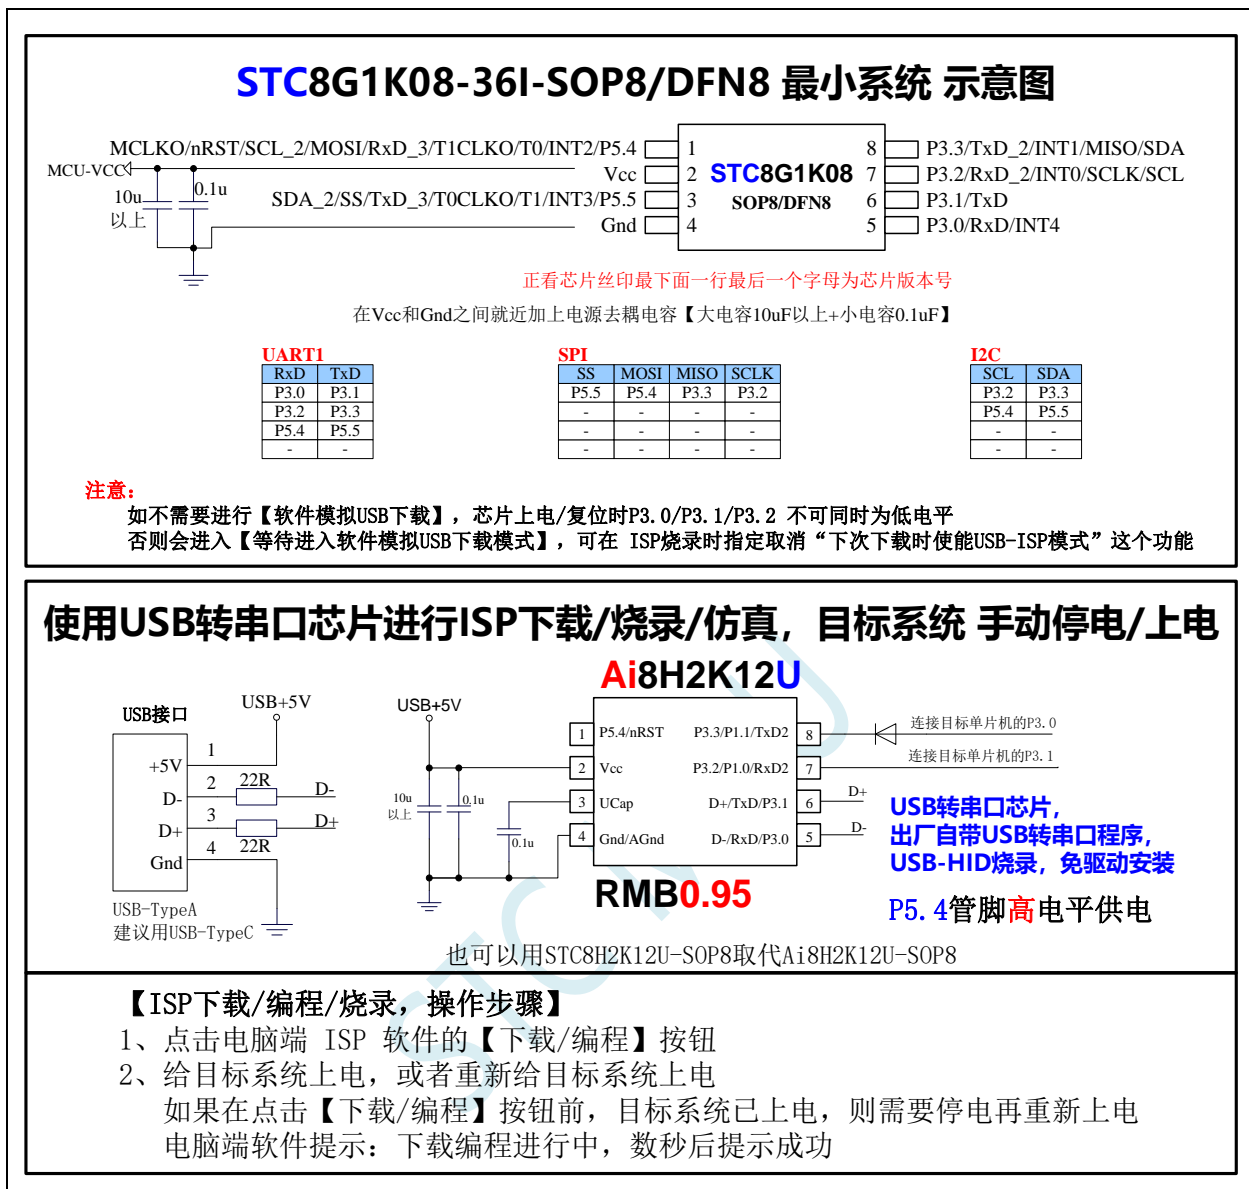 STC8G1K08-36I-SOP8/DFN8 最小系统 示意图
MCLKO/nRST/SCL_2/MOSI/RxD_3/T1CLKO/T0/INT2/P5.4
1
8
P3.3/TxD_2/INT1/MISO/SDA
MCU-VCC
Vcc
2
STC8G1K08
7
P3.2/RxD_2/INT0/SCLK/SCL
10u
以上
0.1u
SDA_2/SS/TxD_3/T0CLKO/T1/INT3/P5.5
3
SOP8/DFN8
6
P3.1/TxD
Gnd
4
5
P3.0/RxD/INT4
正看芯片丝印最下面一行最后一个字母为芯片版本号
在Vcc和Gnd之间就近加上电源去耦电容【大电容10uF以上+小电容0.1uF】
UART1
RxD TxD
P3.0 P3.1
P3.2 P3.3
P5.4 P5.5
- -
SPI
SS MOSI MISO SCLK
P5.5 P5.4 P3.3 P3.2
- - - -
- - - -
- - - -
I2C
SCL SDA
P3.2 P3.3
P5.4 P5.5
- -
- -
注意:
如不需要进行【软件模拟USB下载】, 芯片上电/复位时P3.0/P3.1/P3.2 不可同时为低电平
否则会进入【等待进入软件模拟USB下载模式】, 可在 ISP烧录时指定取消“下次下载时使能USB-ISP模式”这个功能
使用USB转串口芯片进行ISP下载/烧录/仿真, 目标系统 手动停电/上电
Ai8H2K12U
USB接口
USB+5V
+5V
1
D-
2
22R
D-
D+
3
D+
Gnd
4
22R
USB-TypeA
建议用USB-TypeC
USB+5V
10u
以上
0.1u
0.1u
1
P5.4/nRST
P3.3/P1.1/TxD2
8
连接目标单片机的P3.0
2
Vcc
P3.2/P1.0/RxD2
7
连接目标单片机的P3.1
3
UCap
D+/TxD/P3.1
6
D+
4
Gnd/AGnd
D-/RxD/P3.0
5
D-
RMB0.95
USB转串口芯片,
出厂自带USB转串口程序,
USB-HID烧录, 免驱动安装
P5.4管脚高电平供电
也可以用STC8H2K12U-SOP8取代Ai8H2K12U-SOP8
STC MCU
【ISP下载/编程/烧录, 操作步骤】
1、点击电脑端 ISP 软件的【下载/编程】按钮
2、给目标系统上电, 或者重新给目标系统上电
如果在点击【下载/编程】按钮前, 目标系统已上电, 则需要停电再重新上电
电脑端软件提示: 下载编程进行中, 数秒后提示成功